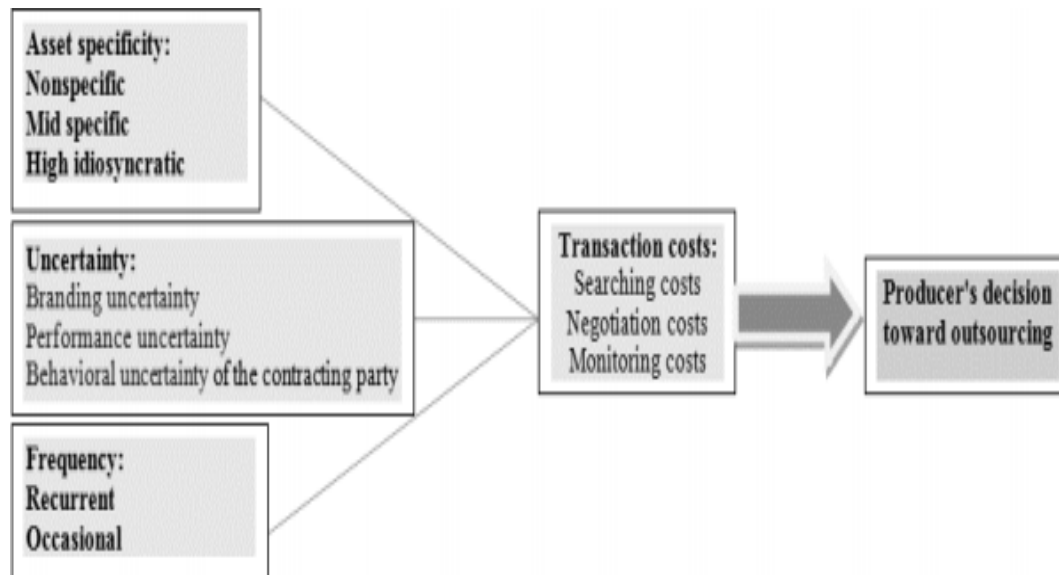 Asset specificity:
Nonspecific
Mid specific
High idiosyncratic
Uncertainty:
Branding uncertainty
Performance uncertainty
Behavioral uncertainty of the contracting party
Frequency:
Recurrent
Occasional
Transaction costs:
Searching costs
Negotiation costs
Monitoring costs
Producer's decision
toward outsourcing